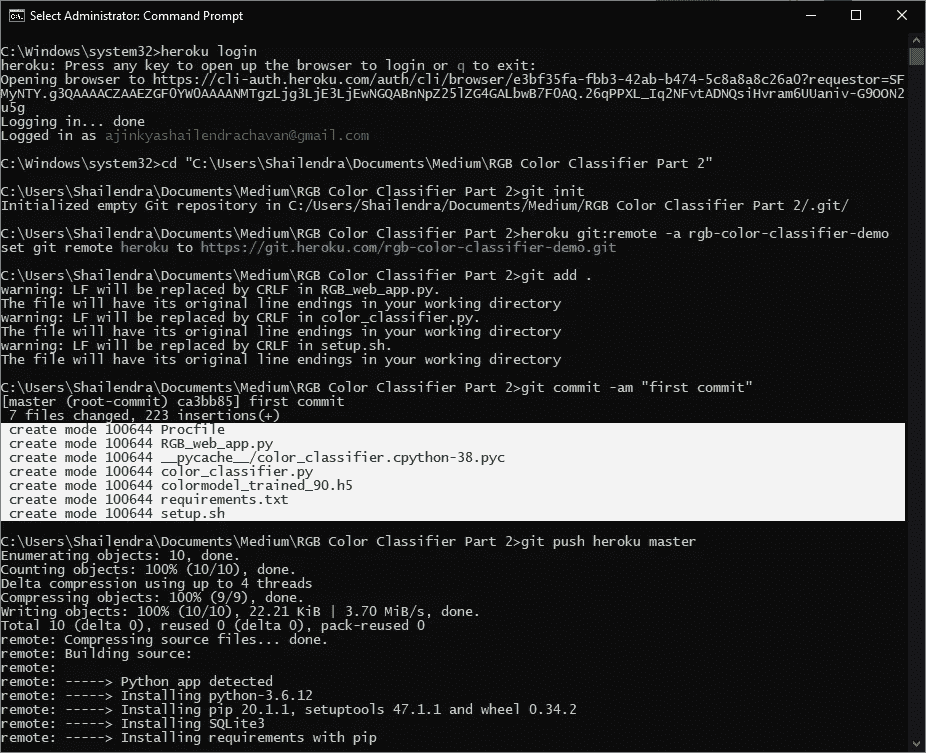 Select Administrator: Command Prompt
C:\Windows\system32>heroku login
heroku: Press any key to open up the browser to login or q to exit:
Opening browser to https://cli-auth.heroku.com/auth/cli/browser/e3bf35fa-fbb3-42ab-b474-5c8a8a8c26a0?requestor=SF
MyNTY.g3QAAAACZAAEZGF0YW0AAAANMTgzLjg3LjE3LjEwNGQABnNpZ25lZG4GALbwB7F0AQ.26qPPXL_Iq2NFvtADNQsiHvram6UUaniv-G9OON2
u5g
Logging in... done
Logged in as ajinkyashailendrachavan@gmail.com
C:\Windows\system32>cd "C:\Users\Shailendra\Documents\Medium\RGB Color Classifier Part 2"
C:\Users\Shailendra\Documents\Medium\RGB Color Classifier Part 2>git init
Initialized empty Git repository in C:/Users/Shailendra/Documents/Medium/RGB Color Classifier Part 2/.git/
C:\Users\Shailendra\Documents\Medium\RGB Color Classifier Part 2>heroku git:remote -a rgb-color-classifier-demo
set git remote heroku to https://git.heroku.com/rgb-color-classifier-demo.git
C:\Users\Shailendra\Documents\Medium\RGB Color Classifier Part 2>git add .
warning: LF will be replaced by CRLF in RGB_web_app.py.
The file will have its original line endings in your working directory
warning: LF will be replaced by CRLF in color_classifier.py.
The file will have its original line endings in your working directory
warning: LF will be replaced by CRLF in setup.sh.
The file will have its original line endings in your working directory
C:\Users\Shailendra\Documents\Medium\RGB Color Classifier Part 2>git commit -am "first commit"
[master (root-commit) ca3bb85] first commit
7 files changed, 223 insertions(+)
create mode 100644 Procfile
create mode 100644 RGB_web_app.py
create mode 100644 __pycache__/color_classifier.cpython-38.pyc
create mode 100644 color_classifier.py
create mode 100644 colormodel_trained_90.h5
create mode 100644 requirements.txt
create mode 100644 setup.sh
C:\Users\Shailendra\Documents\Medium\RGB Color Classifier Part 2>git push heroku master
Enumerating objects: 10, done.
Counting objects: 100% (10/10), done.
Delta compression using up to 4 threads
Compressing objects: 100% (9/9), done.
Writing objects: 100% (10/10), 22.21 KiB | 3.70 MiB/s, done.
Total 10 (delta 0), reused 0 (delta 0), pack-reused 0
remote: Compressing source files... done.
remote: Building source:
remote:
remote: -----> Python app detected
remote: -----> Installing python-3.6.12
remote: -----> Installing pip 20.1.1, setuptools 47.1.1 and wheel 0.34.2
remote: -----> Installing SQLite3
remote: -----> Installing requirements with pip